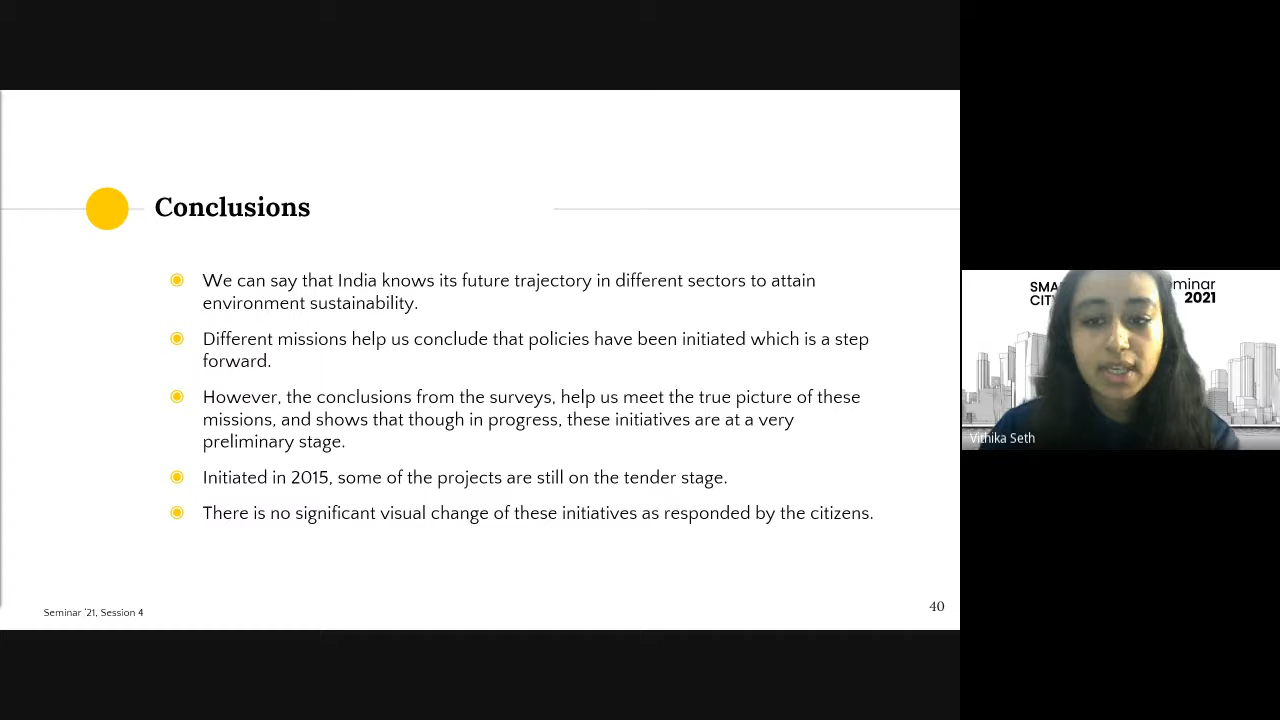 Conclusions
We can say that India knows its future trajectory in different sectors to attain
environment sustainability.
Different missions help us conclude that policies have been initiated which is a step
forward.
However, the conclusions from the surveys, help us meet the true picture of these
missions, and shows that though in progress, these initiatives are at a very
preliminary stage.
Initiated in 2015, some of the projects are still on the tender stage.
There is no significant visual change of these initiatives as responded by the citizens.
Seminar '21, Session 4
40
2021
Vithika Seth